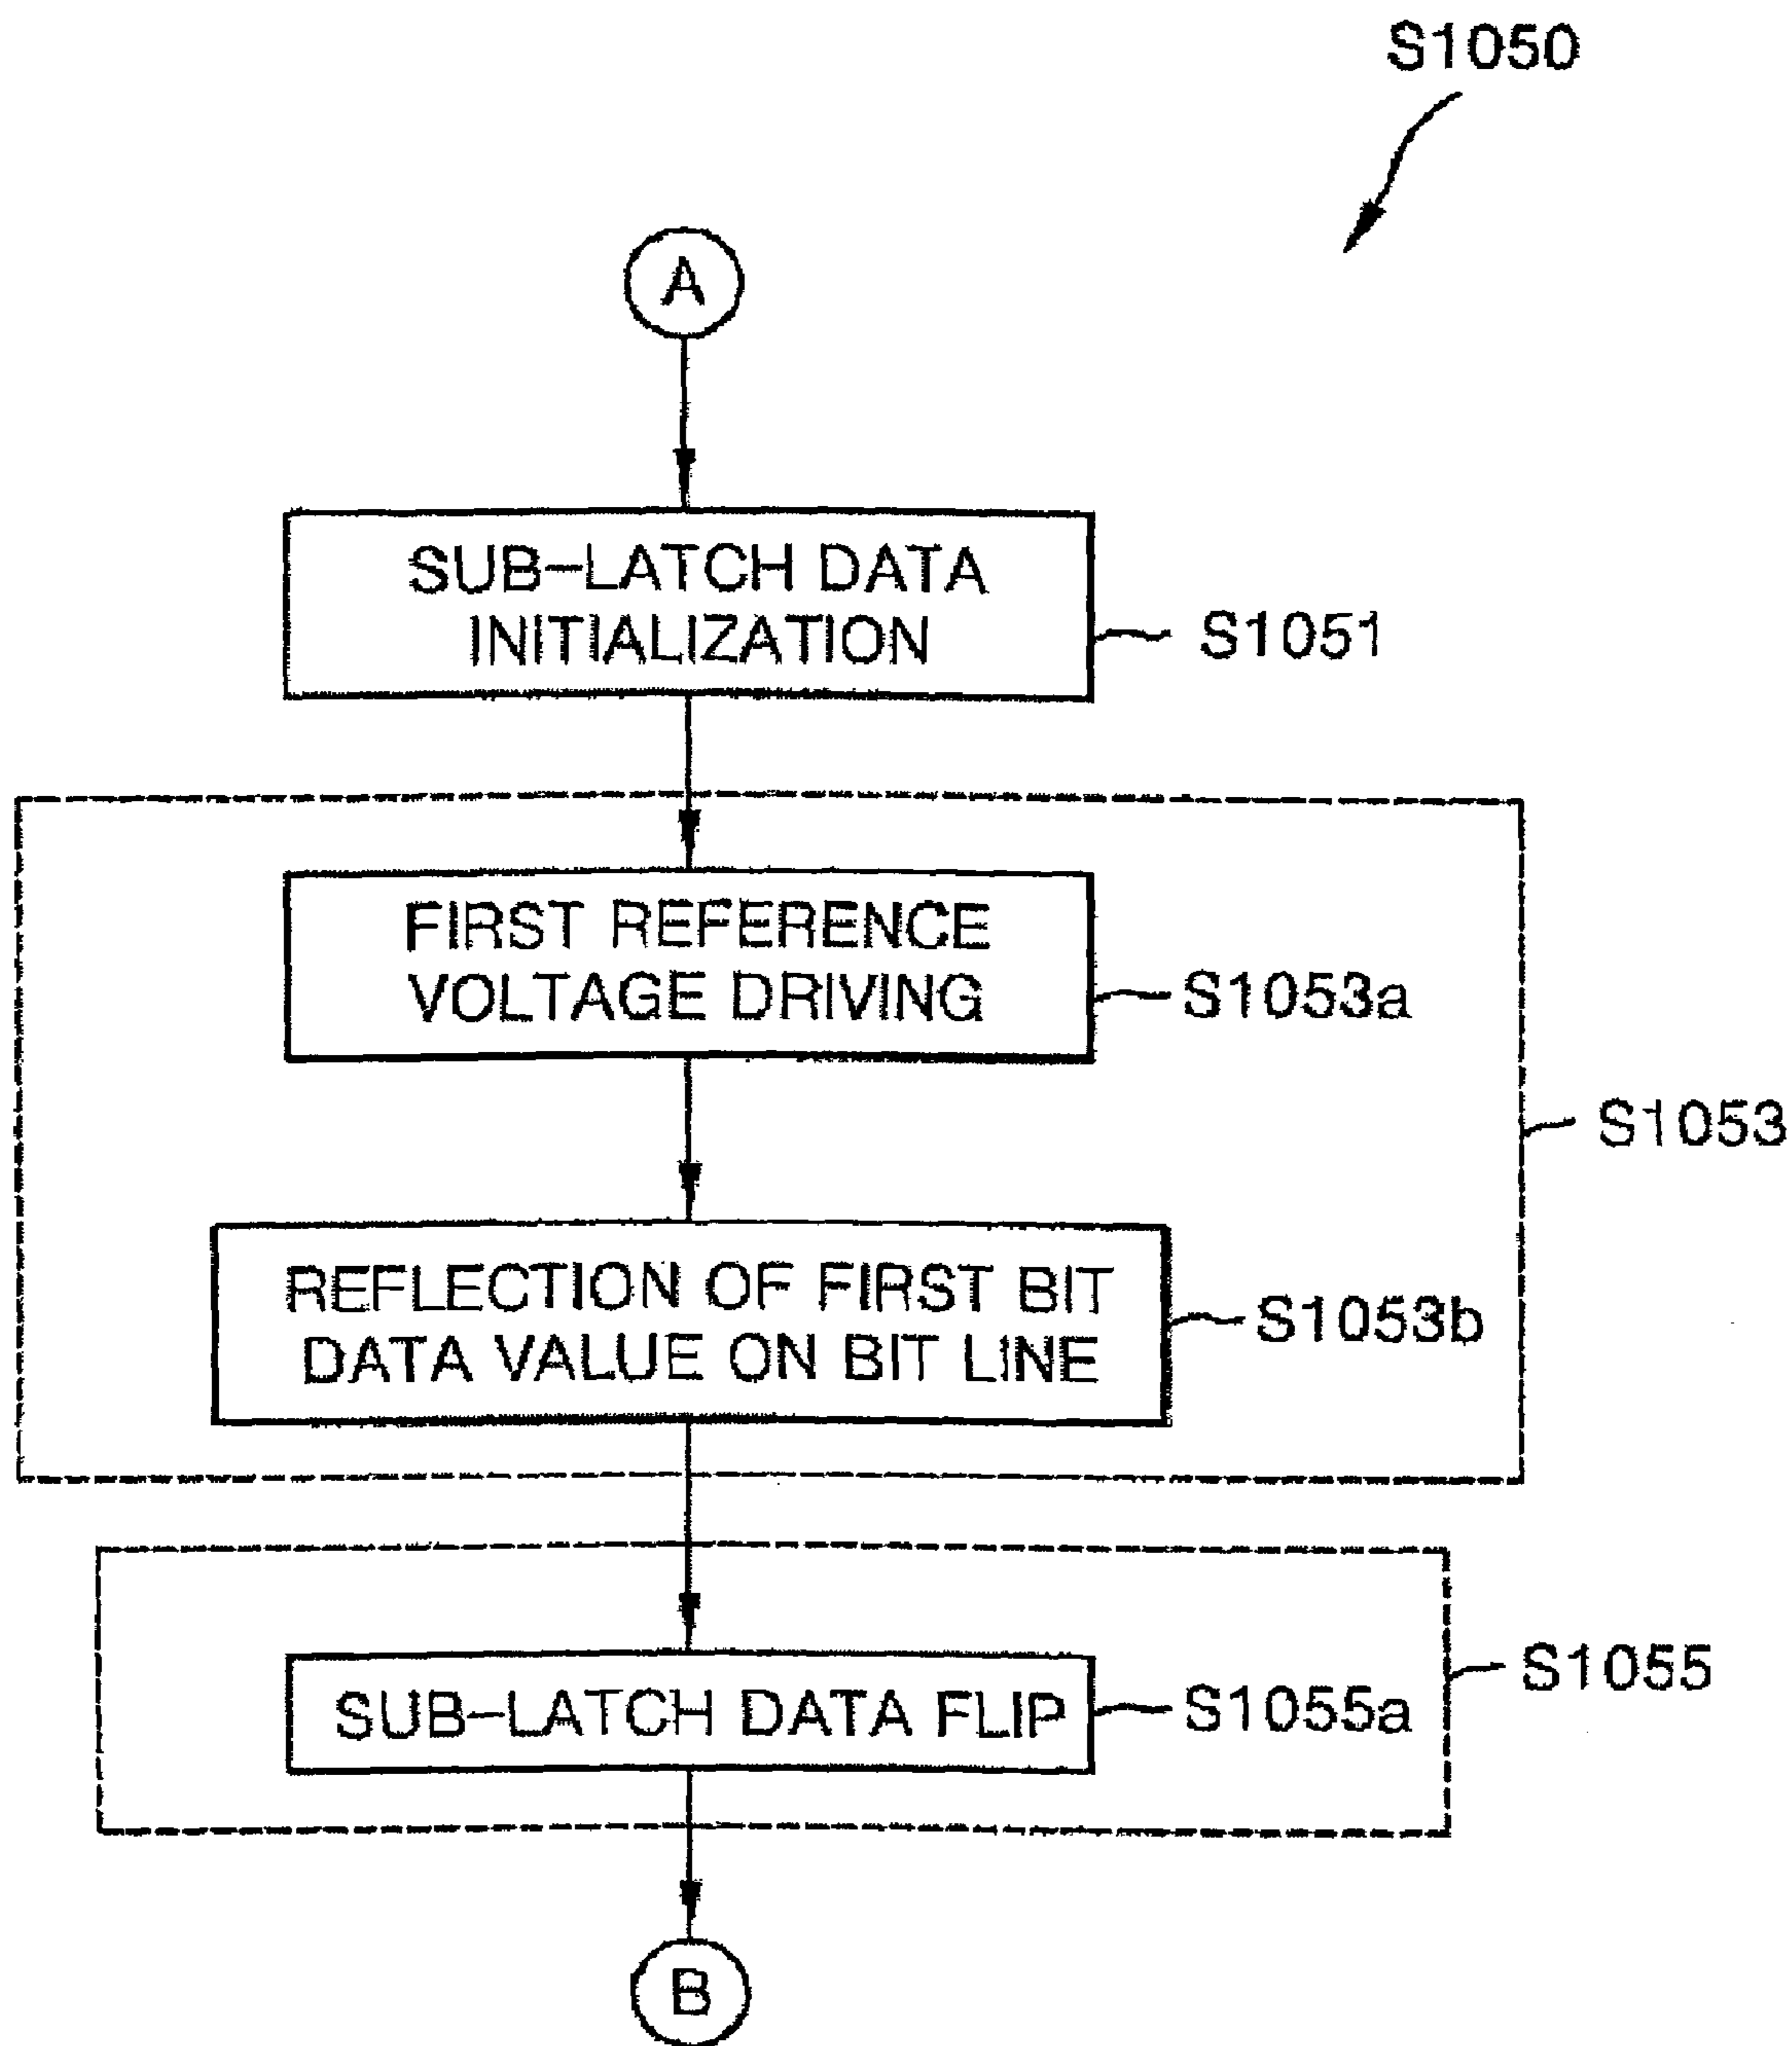 S1050
A
SUB-LATCH DATA
INITIALIZATION
S1051
FIRST REFERENCE
VOLTAGE DRIVING
S1053a
S1053
REFLECTION OF FIRST BIT
DATA VALUE ON BIT LINE
S1053b
SUB-LATCH DATA FLIP
S1055a
S1055
B